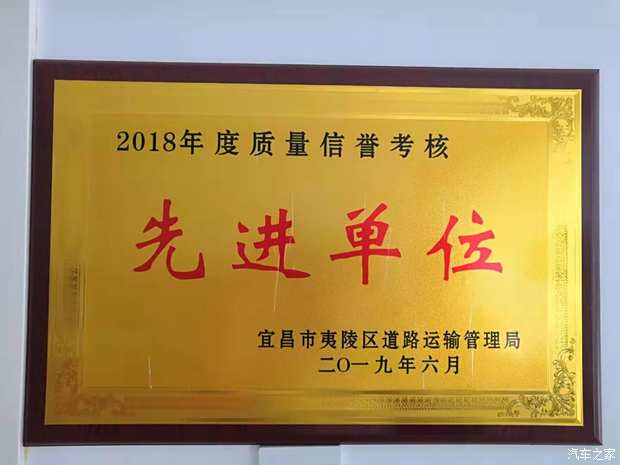 2018年度质量信誉考核
先进单位
宜昌市夷陵区道路运输管理局
二〇一九年六月
汽车之家